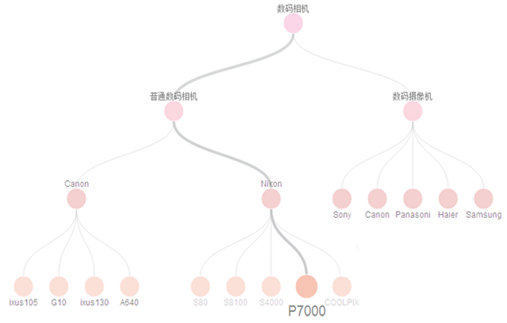 数码相机
普通数码相机
数码摄像机
Canon
Nikon
Sony
Canon
Panasoni
Haier
Samsung
ixus105
G10
ixus130
A640
S80
S8100
S4000
P7000
COOLPIX